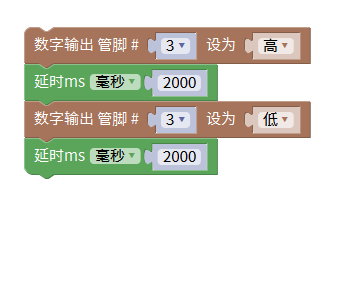 数字输出 管脚 # 3 设为 高
延时ms 毫秒 2000
数字输出 管脚 # 3 设为 低
延时ms 毫秒 2000